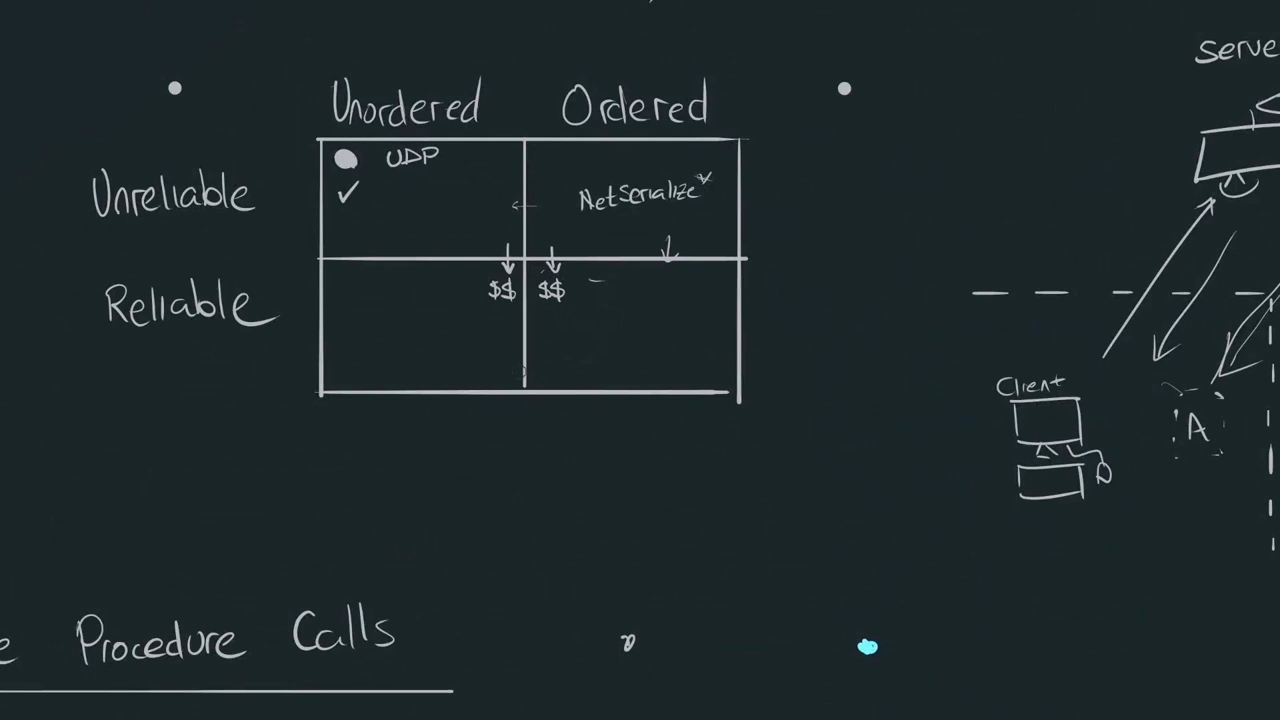 Serve
Unordered Ordered
UDP
Unreliable
NetSerialize*
$$ $$
Reliable
Client
A
Procedure Calls